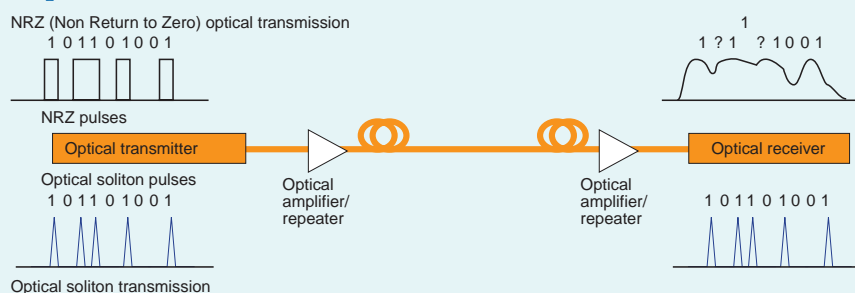 NRZ (Non Return to Zero) optical transmission
1 0 1 1 0 1 0 0 1
NRZ pulses
1
1 ? 1 ? 1 0 0 1
Optical transmitter
Optical receiver
Optical amplifier/
repeater
Optical amplifier/
repeater
Optical soliton pulses
1 0 1 1 0 1 0 0 1
1 0 1 1 0 1 0 0 1
Optical soliton transmission